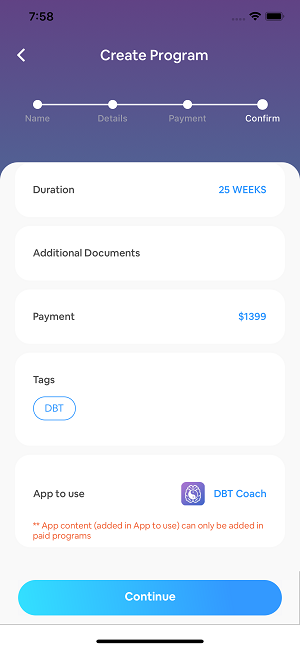 7:58
Create Program
Name Details Payment Confirm
Duration 25 WEEKS
Additional Documents
Payment $1399
Tags
DBT
App to use DBT Coach
** App content (added in App to use) can only be added in
paid programs
Continue